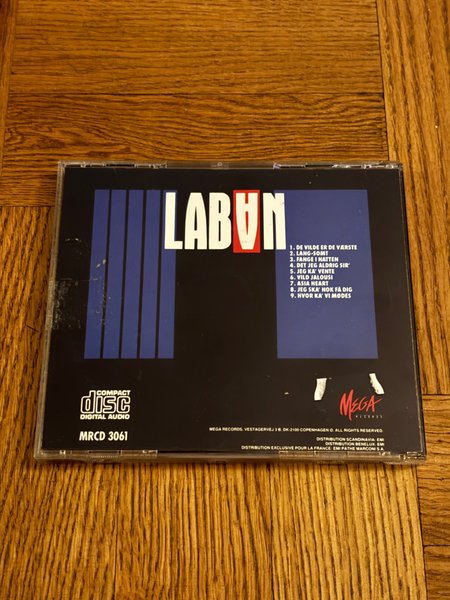 LABAN
1. DE VILDE ER DE VÆRSTE
2. LANG-SOMT
3. FANGE I NATTEN
4. DET JEG ALDRIG SIR'
5. JEG KA' VENTE
6. VILD JALOUSI
7. ASIA HEART
8. JEG SKA' NOK FÅ DIG
9. HVOR KA' VI MØDES
COMPACT
disc
DIGITAL AUDIO
MRCD 3061
MEGA
RECORDS
MEGA RECORDS, VESTAGERVEJ 3 B, DK-2100 COPENHAGEN Ø. ALL RIGHTS RESERVED.
DISTRIBUTION SCANDINAVIA: EMI
DISTRIBUTION BENELUX: EMI
DISTRIBUTION EXCLUSIVE POUR LA FRANCE: EMI PATHE MARCONI S.A.